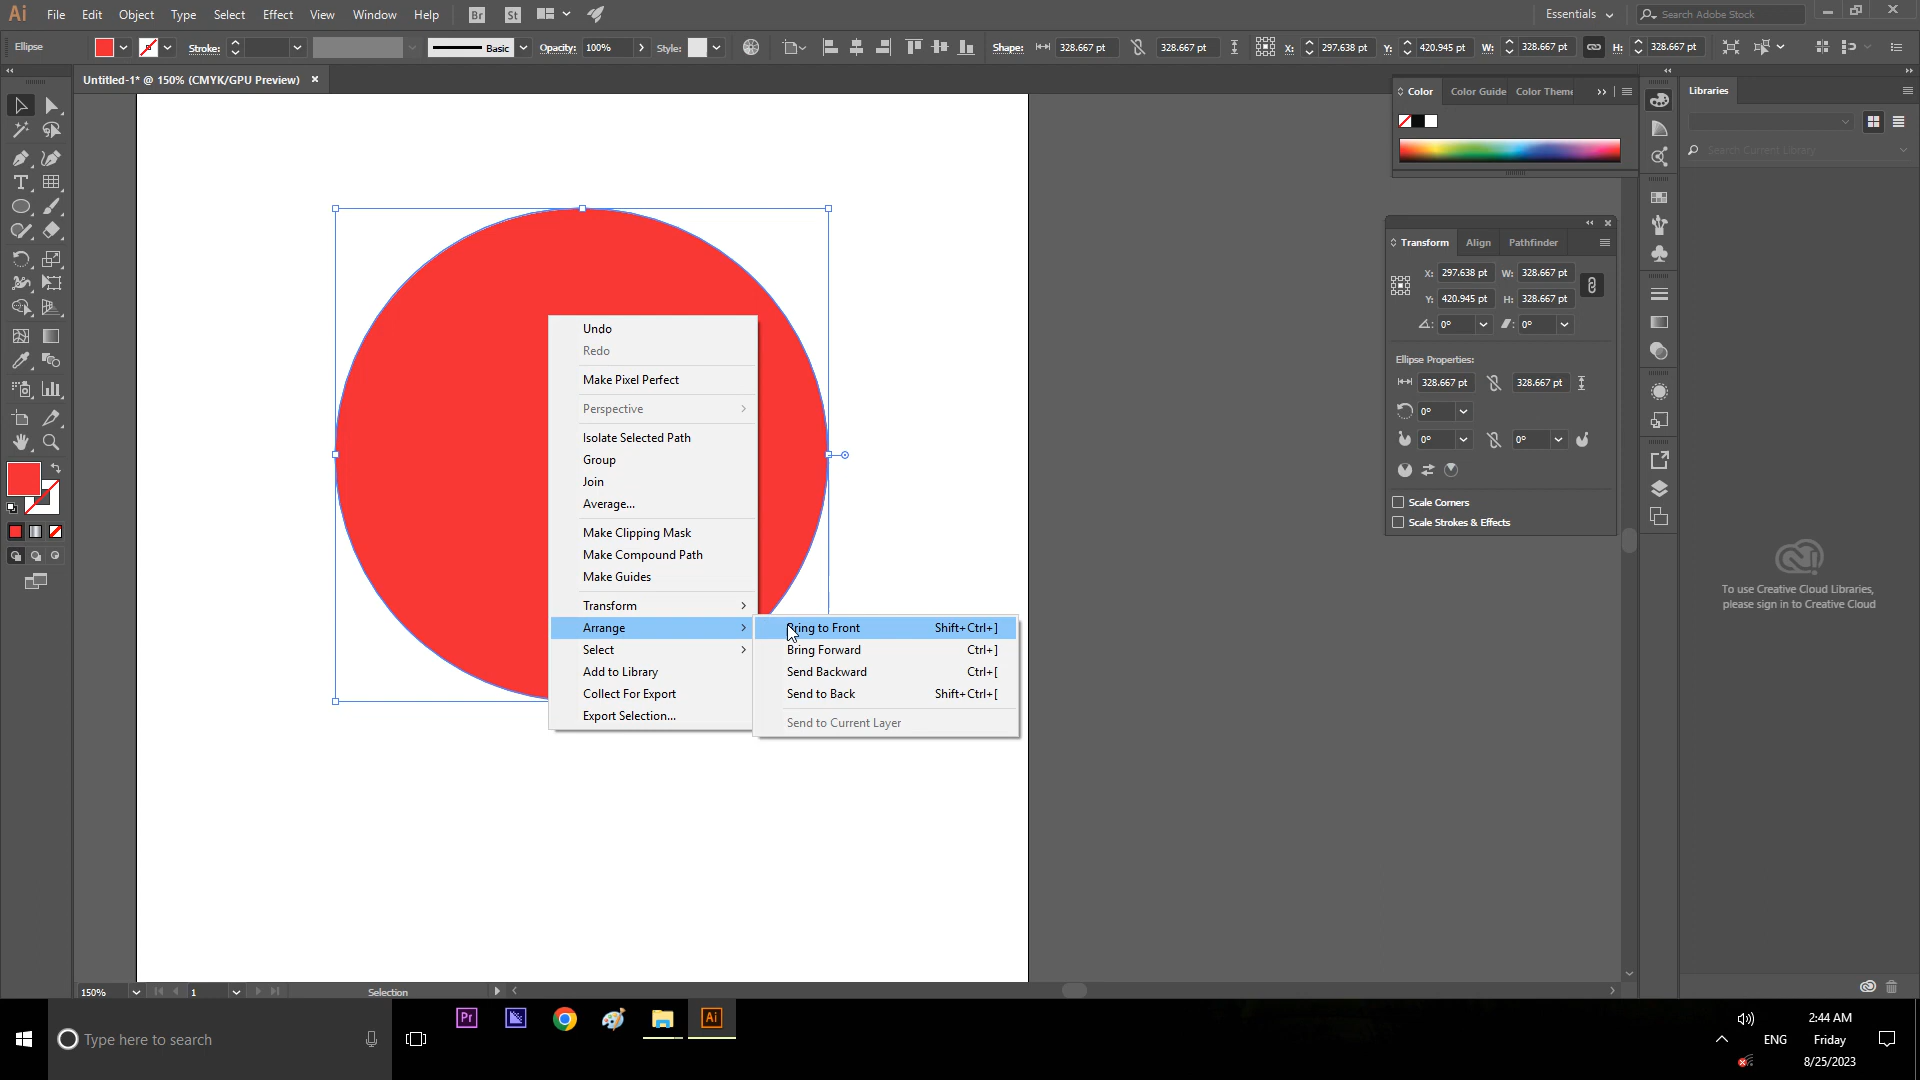 Ai File Edit Object Type Select Effect View Window Help Br St Essentials Search Adobe Stock
Ellipse Stroke: Basic Opacity: 100% Style: Shape: 328.667 pt 328.667 pt X: 297.638 pt Y: 420.945 pt W: 328.667 pt H: 328.667 pt
Untitled-1* @ 150% (CMYK/GPU Preview)
Color Color Guide Color Theme
Libraries
Search Current Library
Transform Align Pathfinder
X: 297.638 pt W: 328.667 pt
Y: 420.945 pt H: 328.667 pt
0° 0°
Ellipse Properties:
328.667 pt 328.667 pt
0°
0° 0°
Scale Corners
Scale Strokes & Effects
To use Creative Cloud Libraries,
please sign in to Creative Cloud
Undo
Redo
Make Pixel Perfect
Perspective
Isolate Selected Path
Group
Join
Average...
Make Clipping Mask
Make Compound Path
Make Guides
Transform
Arrange
Select
Add to Library
Collect For Export
Export Selection...
Bring to Front Shift+Ctrl+]
Bring Forward Ctrl+]
Send Backward Ctrl+[
Send to Back Shift+Ctrl+[
Send to Current Layer
150% 1 Selection
Type here to search
Pr
Ai
ENG
2:44 AM
Friday
8/25/2023